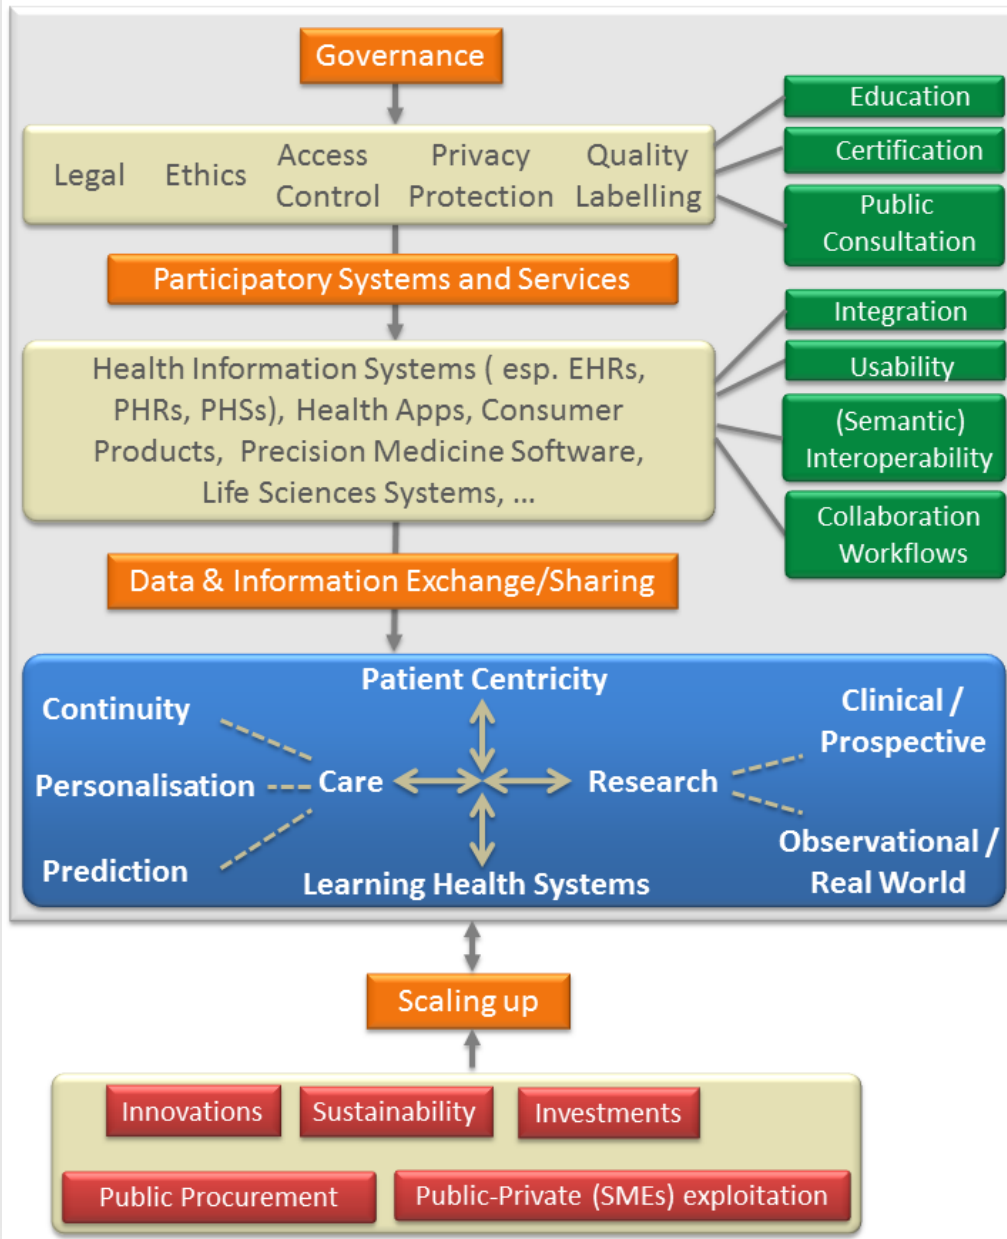 Governance
Education
Certification
Public
Consultation
Legal
Ethics
Access
Control
Privacy
Protection
Quality
Labelling
Participatory Systems and Services
Integration
Usability
(Semantic)
Interoperability
Collaboration
Workflows
Health Information Systems ( esp. EHRs,
PHRs, PHSs), Health Apps, Consumer
Products, Precision Medicine Software,
Life Sciences Systems, ...
Data & Information Exchange/Sharing
Patient Centricity
Continuity
Personalisation
Prediction
Care
Research
Clinical /
Prospective
Observational /
Real World
Learning Health Systems
Scaling up
Innovations
Sustainability
Investments
Public Procurement
Public-Private (SMEs) exploitation